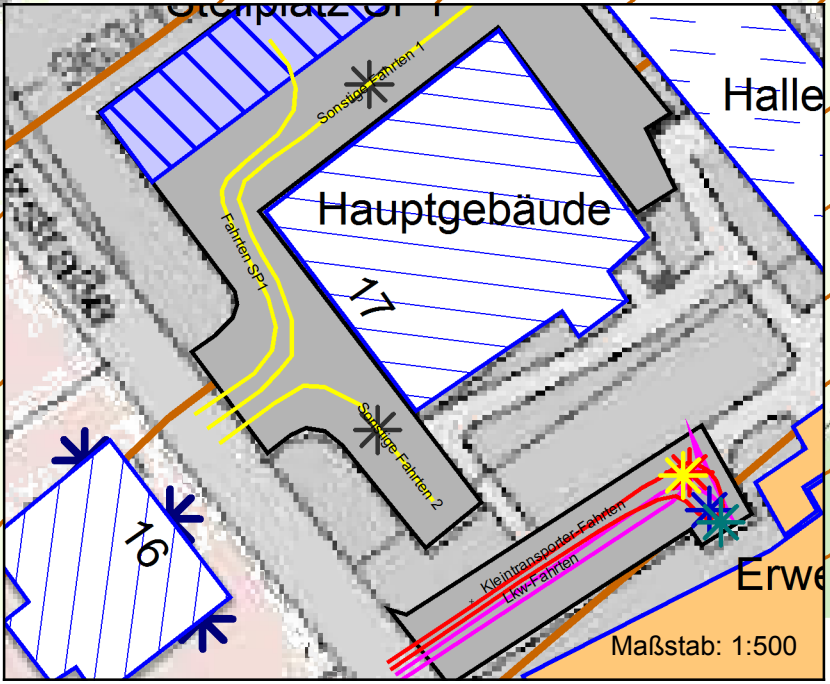 Stellplatz SP 1
Sonstige Fahrten 1
Halle
Hauptgebäude
Fahrten SP1
17
Sonstige Fahrten 2
16
Kleintransporter-Fahrten
Lkw-Fahrten
Erwe
Maßstab: 1:500